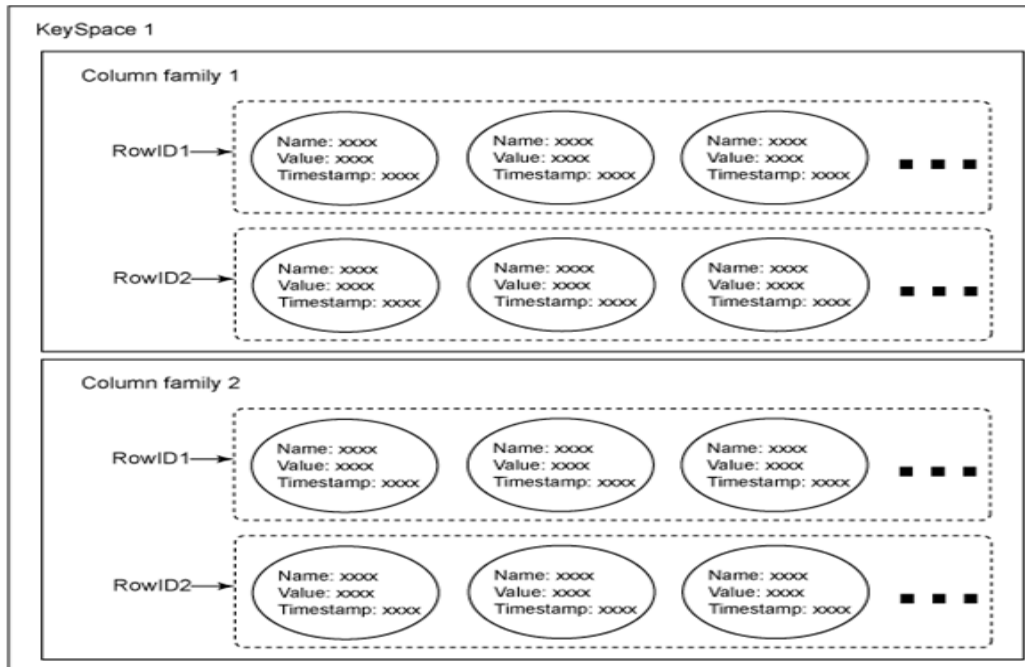 KeySpace 1
Column family 1
RowID1
Name: xxxx
Value: xxxx
Timestamp: xxxx
Name: xxxx
Value: xxxx
Timestamp: xxxx
Name: xxxx
Value: xxxx
Timestamp: xxxx
RowID2
Name: xxxx
Value: xxxx
Timestamp: xxxx
Name: xxxx
Value: xxxx
Timestamp: xxxx
Name: xxxx
Value: xxxx
Timestamp: xxxx
Column family 2
RowID1
Name: xxxx
Value: xxxx
Timestamp: xxxx
Name: xxxx
Value: xxxx
Timestamp: xxxx
Name: xxxx
Value: xxxx
Timestamp: xxxx
RowID2
Name: xxxx
Value: xxxx
Timestamp: xxxx
Name: xxxx
Value: xxxx
Timestamp: xxxx
Name: xxxx
Value: xxxx
Timestamp: xxxx